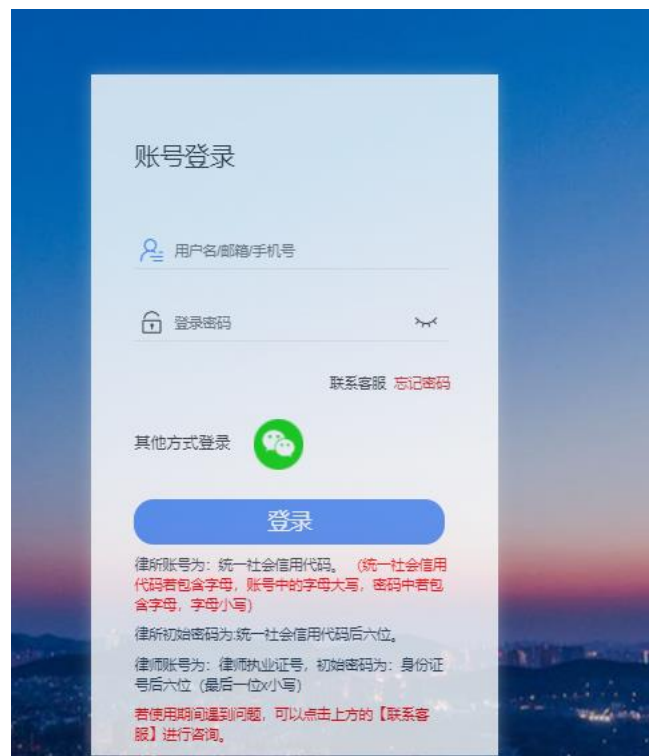 账号登录
用户名/邮箱/手机号
登录密码
联系客服 忘记密码
其他方式登录
登录
律所账号为：统一社会信用代码。（统一社会信用
代码若包含字母，账号中的字母大写，密码中若包
含字母，字母小写）
律所初始密码为:统一社会信用代码后六位。
律师账号为：律师执业证号，初始密码为：身份证
号后六位（最后一位x小写）
若使用期间遇到问题，可以点击上方的【联系客
服】进行咨询。